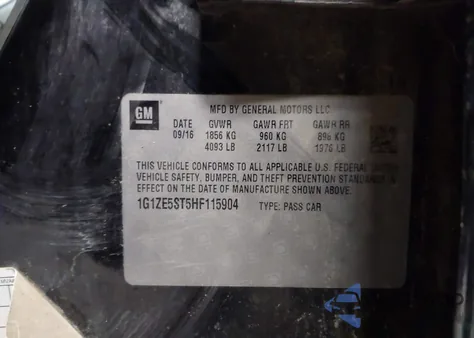 GM
MFD BY GENERAL MOTORS LLC
DATE GVWR GAWR FRT GAWR RR
09/16 1856 KG 960 KG 896 KG
4093 LB 2117 LB 1976 LB
THIS VEHICLE CONFORMS TO ALL APPLICABLE U.S. FEDERAL MOTOR
VEHICLE SAFETY, BUMPER, AND THEFT PREVENTION STANDARDS
IN EFFECT ON THE DATE OF MANUFACTURE SHOWN ABOVE.
1G1ZE5ST5HF115904 TYPE: PASS CAR